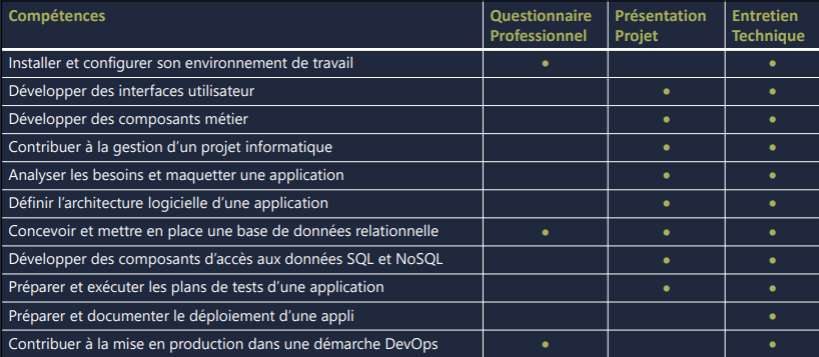 Compétences Questionnaire Professionnel Présentation Projet Entretien Technique
Installer et configurer son environnement de travail • •
Développer des interfaces utilisateur • •
Développer des composants métier • •
Contribuer à la gestion d'un projet informatique • •
Analyser les besoins et maquetter une application • •
Définir l'architecture logicielle d'une application • •
Concevoir et mettre en place une base de données relationnelle • • •
Développer des composants d'accès aux données SQL et NoSQL • •
Préparer et exécuter les plans de tests d'une application • •
Préparer et documenter le déploiement d'une appli •
Contribuer à la mise en production dans une démarche DevOps • •